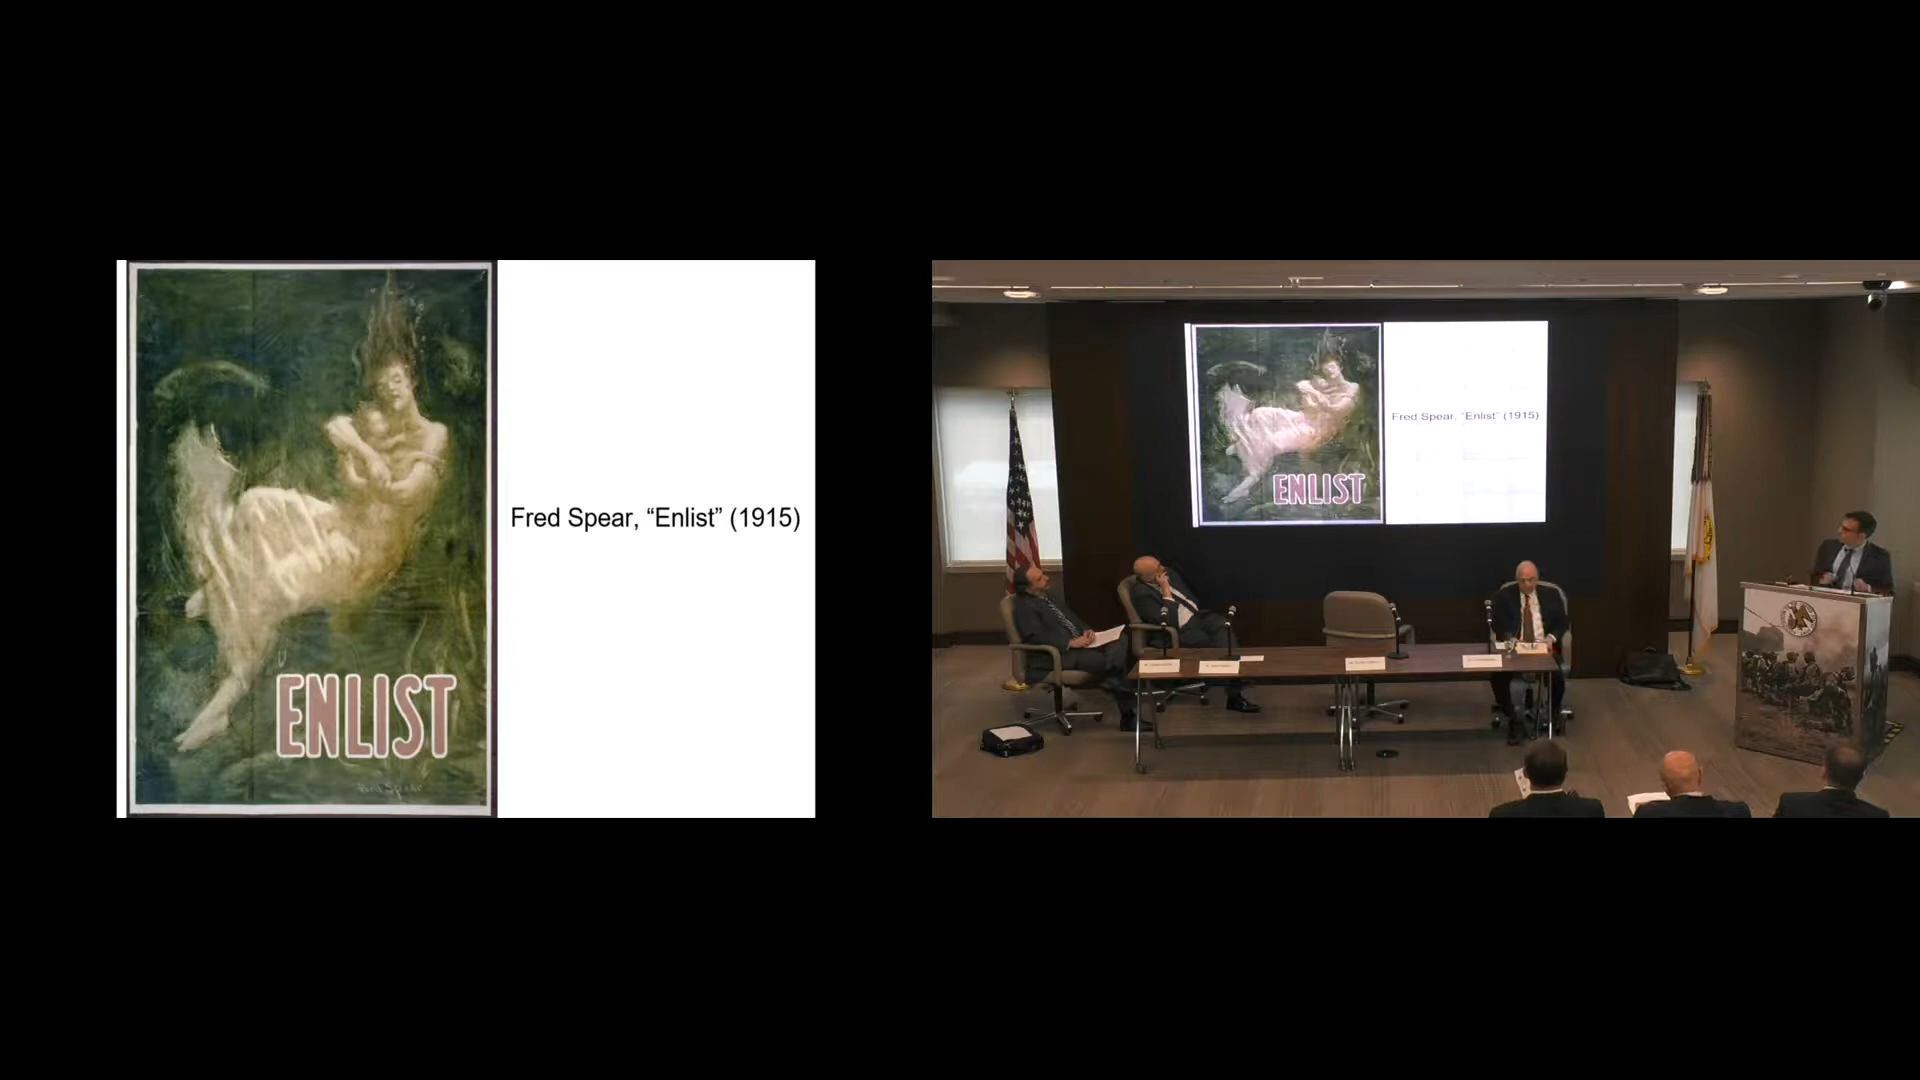 ENLIST
Fred Spear
Fred Spear, “Enlist” (1915)
ENLIST
Fred Spear, “Enlist” (1915)